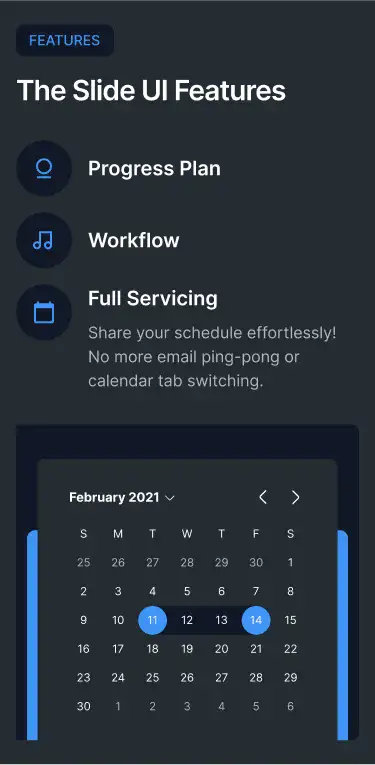 FEATURES
The Slide UI Features
Progress Plan
Workflow
Full Servicing
Share your schedule effortlessly!
No more email ping-pong or
calendar tab switching.
February 2021
S M T W T F S
25 26 27 28 29 30 1
2 3 4 5 6 7 8
9 10 11 12 13 14 15
16 17 18 19 20 21 22
23 24 25 26 27 28 29
30 1 2 3 4 5 6